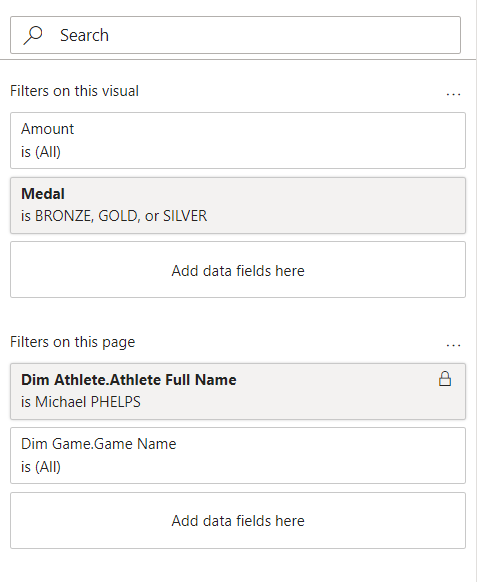 Search
Filters on this visual
...
Amount
is (All)
Medal
is BRONZE, GOLD, or SILVER
Add data fields here
Filters on this page
...
Dim Athlete.Athlete Full Name
is Michael PHELPS
Dim Game.Game Name
is (All)
Add data fields here